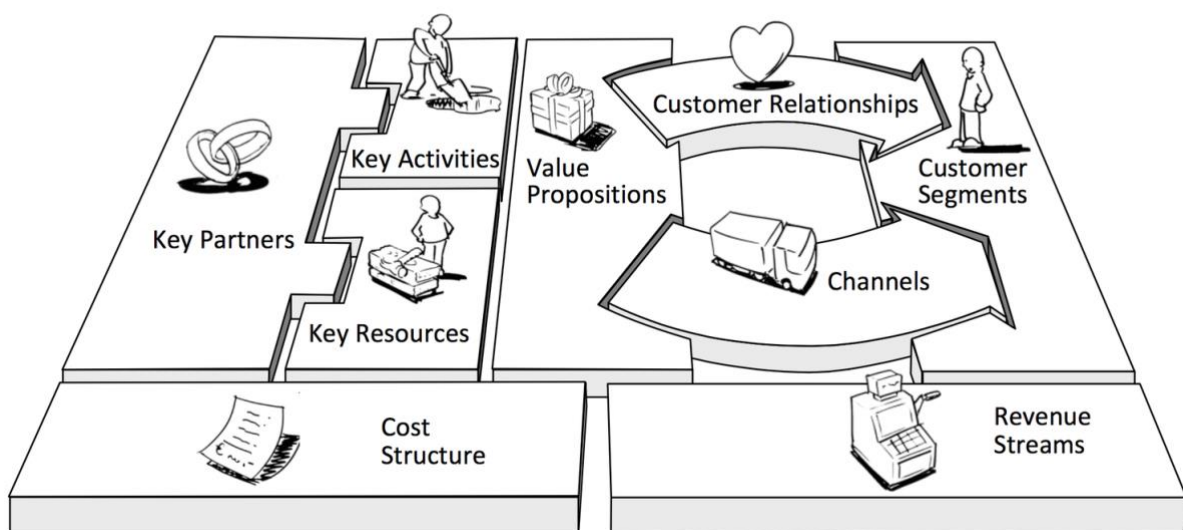 Key Partners
Key Activities
Key Resources
Value
Propositions
Customer Relationships
Channels
Customer
Segments
Cost
Structure
Revenue
Streams